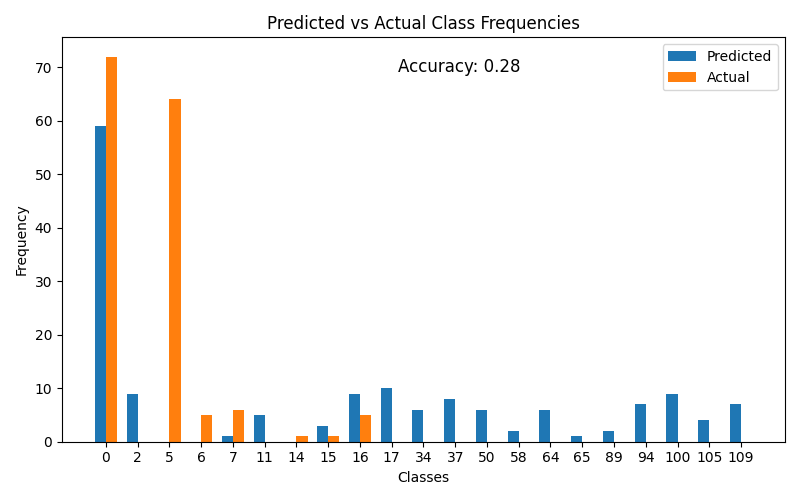 Predicted vs Actual Class Frequencies
Accuracy: 0.28
Predicted
Actual
Frequency
70
60
50
40
30
20
10
0
0 2 5 6 7 11 14 15 16 17 34 37 50 58 64 65 89 94 100 105 109
Classes